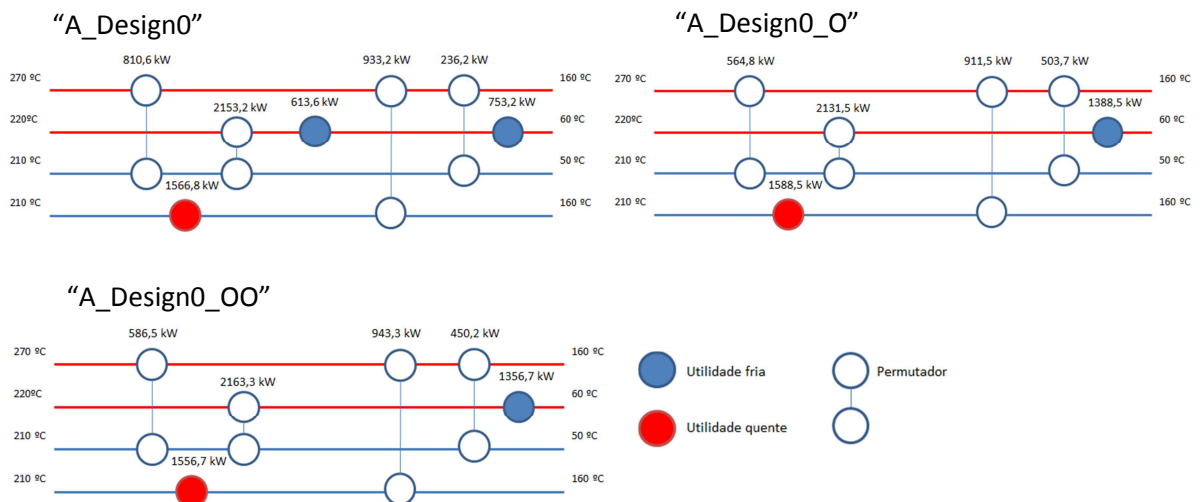 “A_Design0”
810,6 kW
933,2 kW
236,2 kW
270 ºC
160 ºC
2153,2 kW
613,6 kW
753,2 kW
220ºC
60 ºC
210 ºC
50 ºC
1566,8 kW
210 ºC
160 ºC
“A_Design0_O”
564,8 kW
911,5 kW
503,7 kW
270 ºC
160 ºC
2131,5 kW
1388,5 kW
220ºC
60 ºC
210 ºC
50 ºC
1588,5 kW
210 ºC
160 ºC
“A_Design0_OO”
586,5 kW
943,3 kW
450,2 kW
270 ºC
160 ºC
2163,3 kW
1356,7 kW
220ºC
60 ºC
210 ºC
50 ºC
1556,7 kW
210 ºC
160 ºC
Utilidade fria
Permutador
Utilidade quente